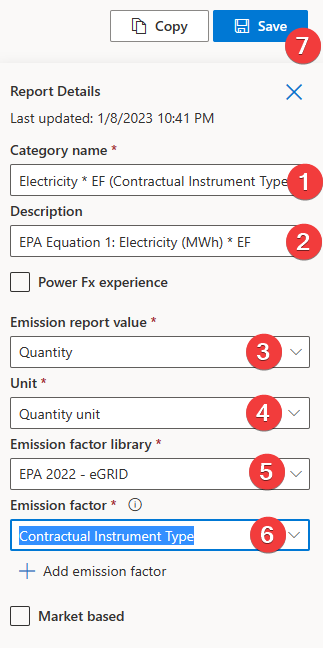 Copy
Save
7
Report Details
Last updated: 1/8/2023 10:41 PM
Category name *
Electricity * EF (Contractual Instrument Type
1
Description
EPA Equation 1: Electricity (MWh) * EF
2
Power Fx experience
Emission report value *
Quantity
3
Unit *
Quantity unit
4
Emission factor library *
EPA 2022 - eGRID
5
Emission factor *
Contractual Instrument Type
6
Add emission factor
Market based